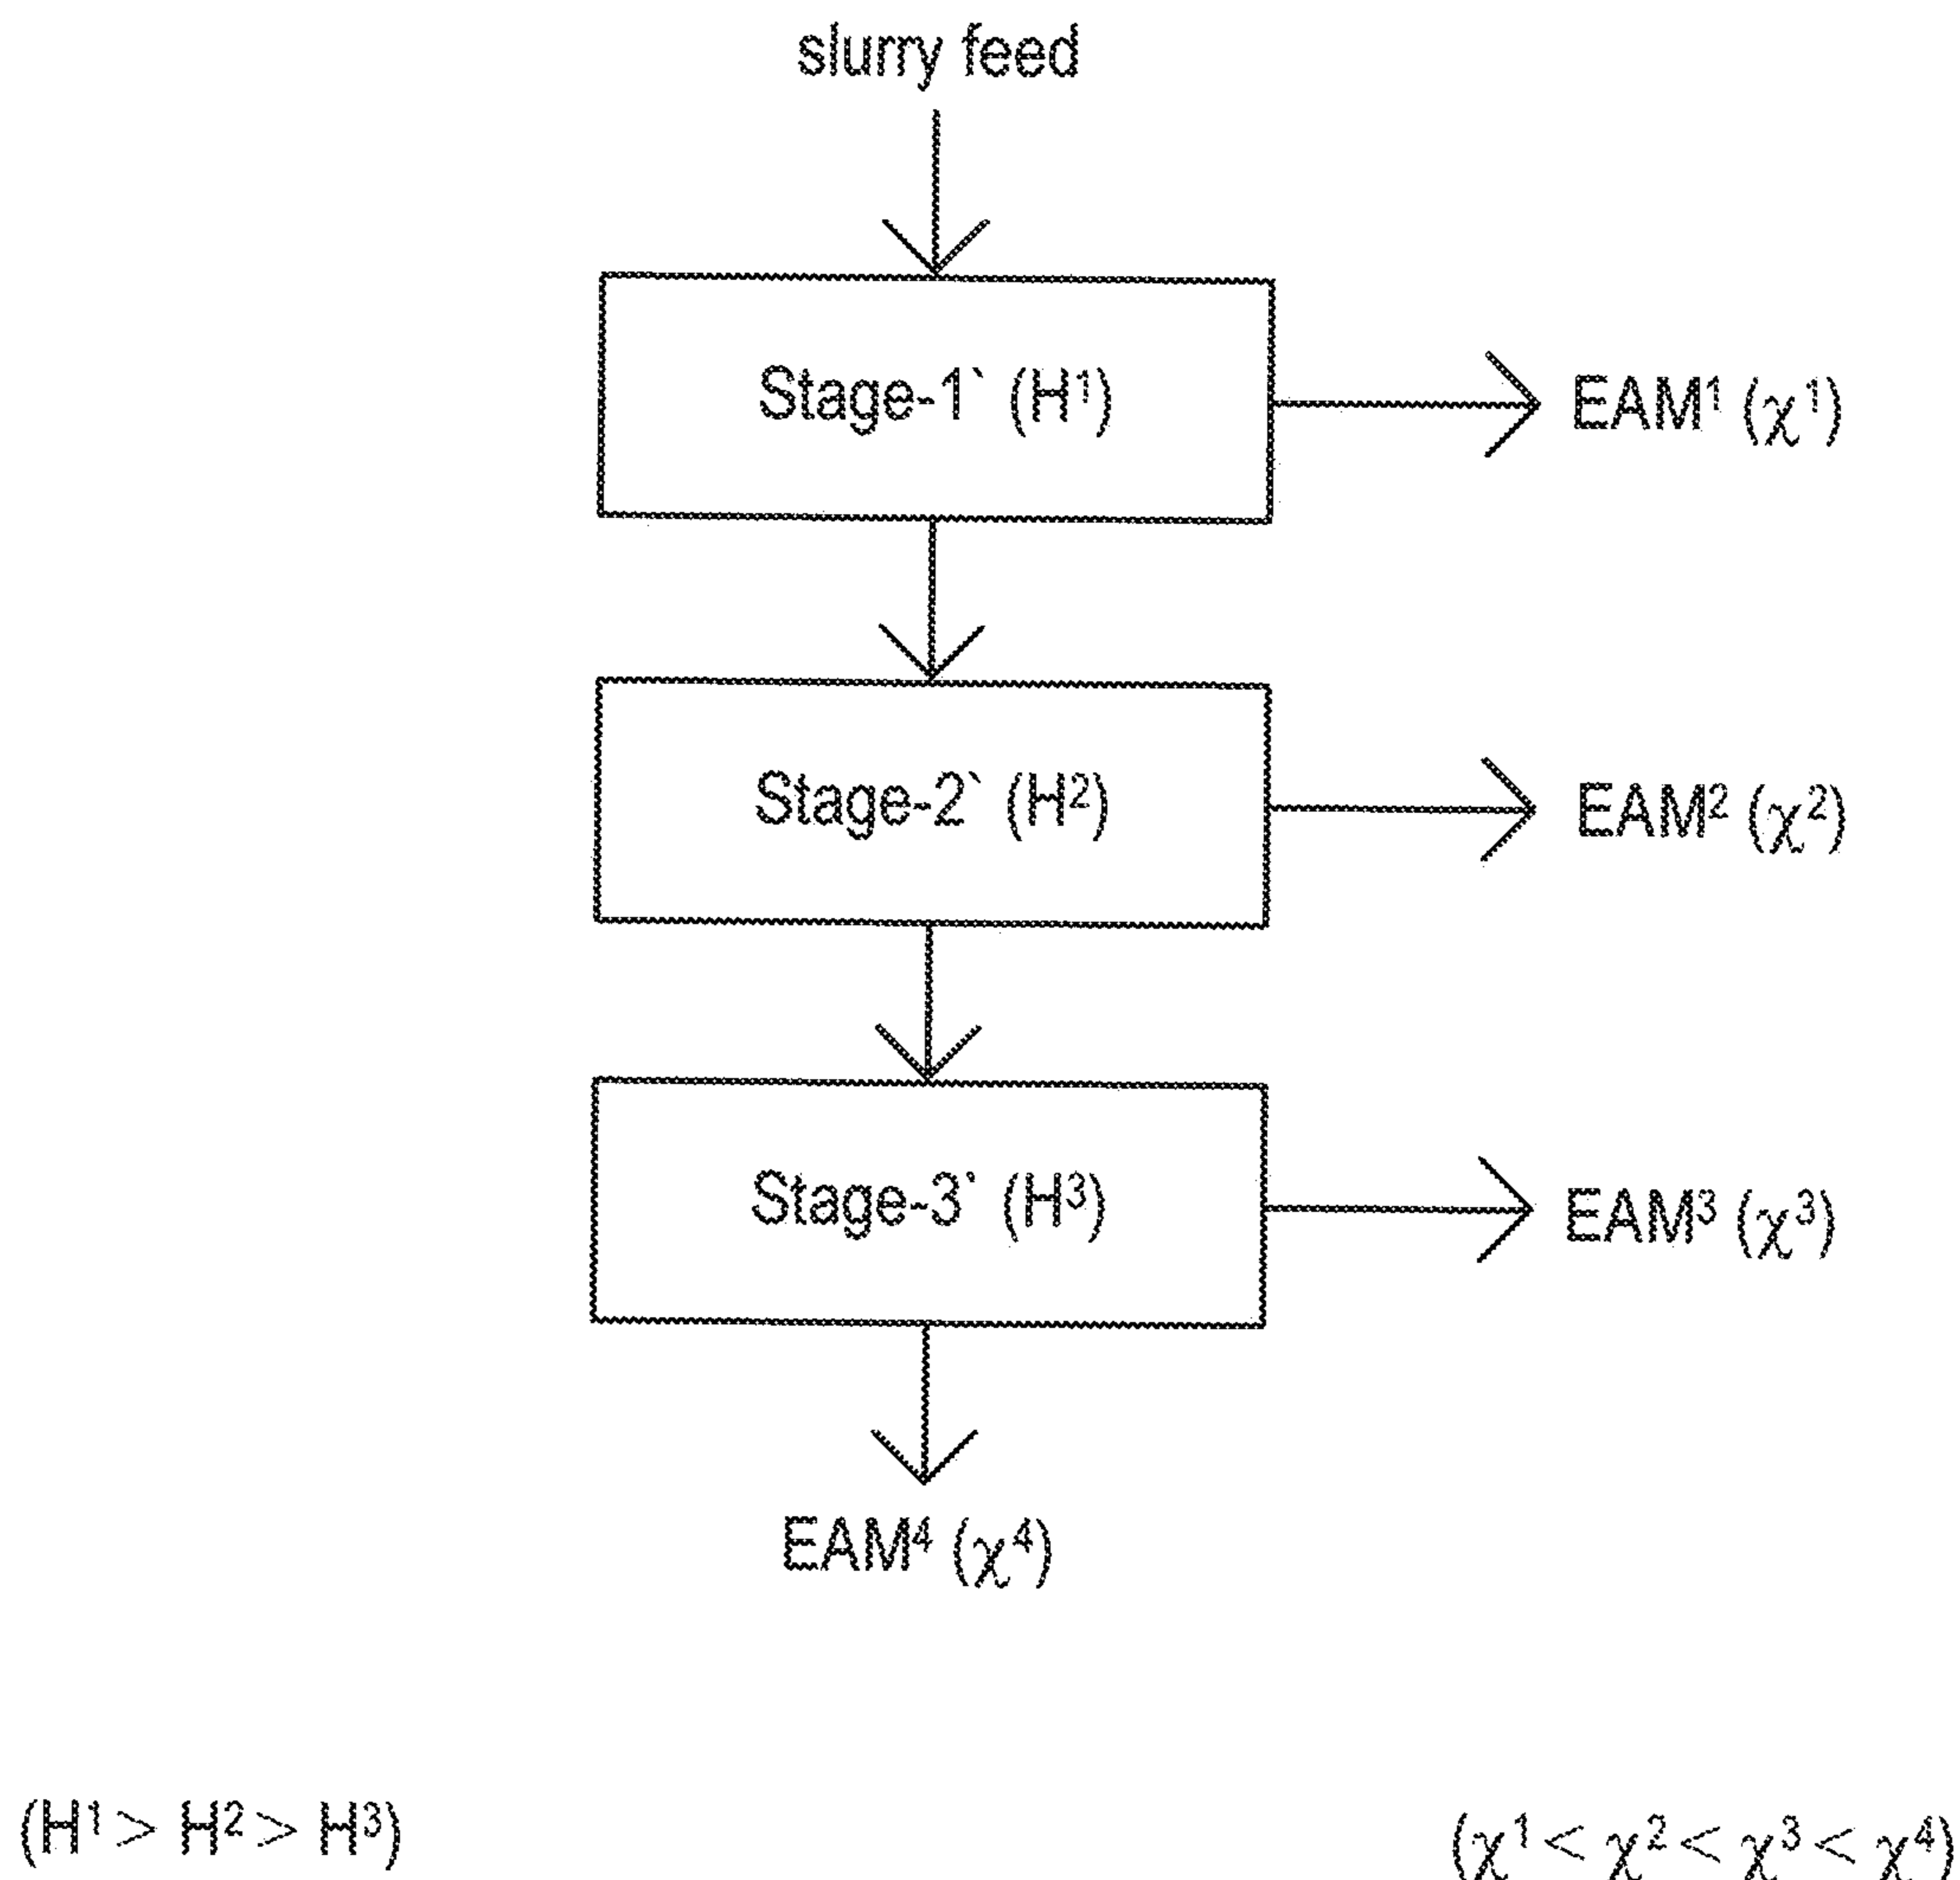 slurry feed
Stage-1` (H¹)
EAM¹ (χ¹)
Stage-2` (H²)
EAM² (χ²)
Stage-3` (H³)
EAM³ (χ³)
EAM⁴ (χ⁴)
(H¹ > H² > H³)
(χ¹ < χ² < χ³ < χ⁴)